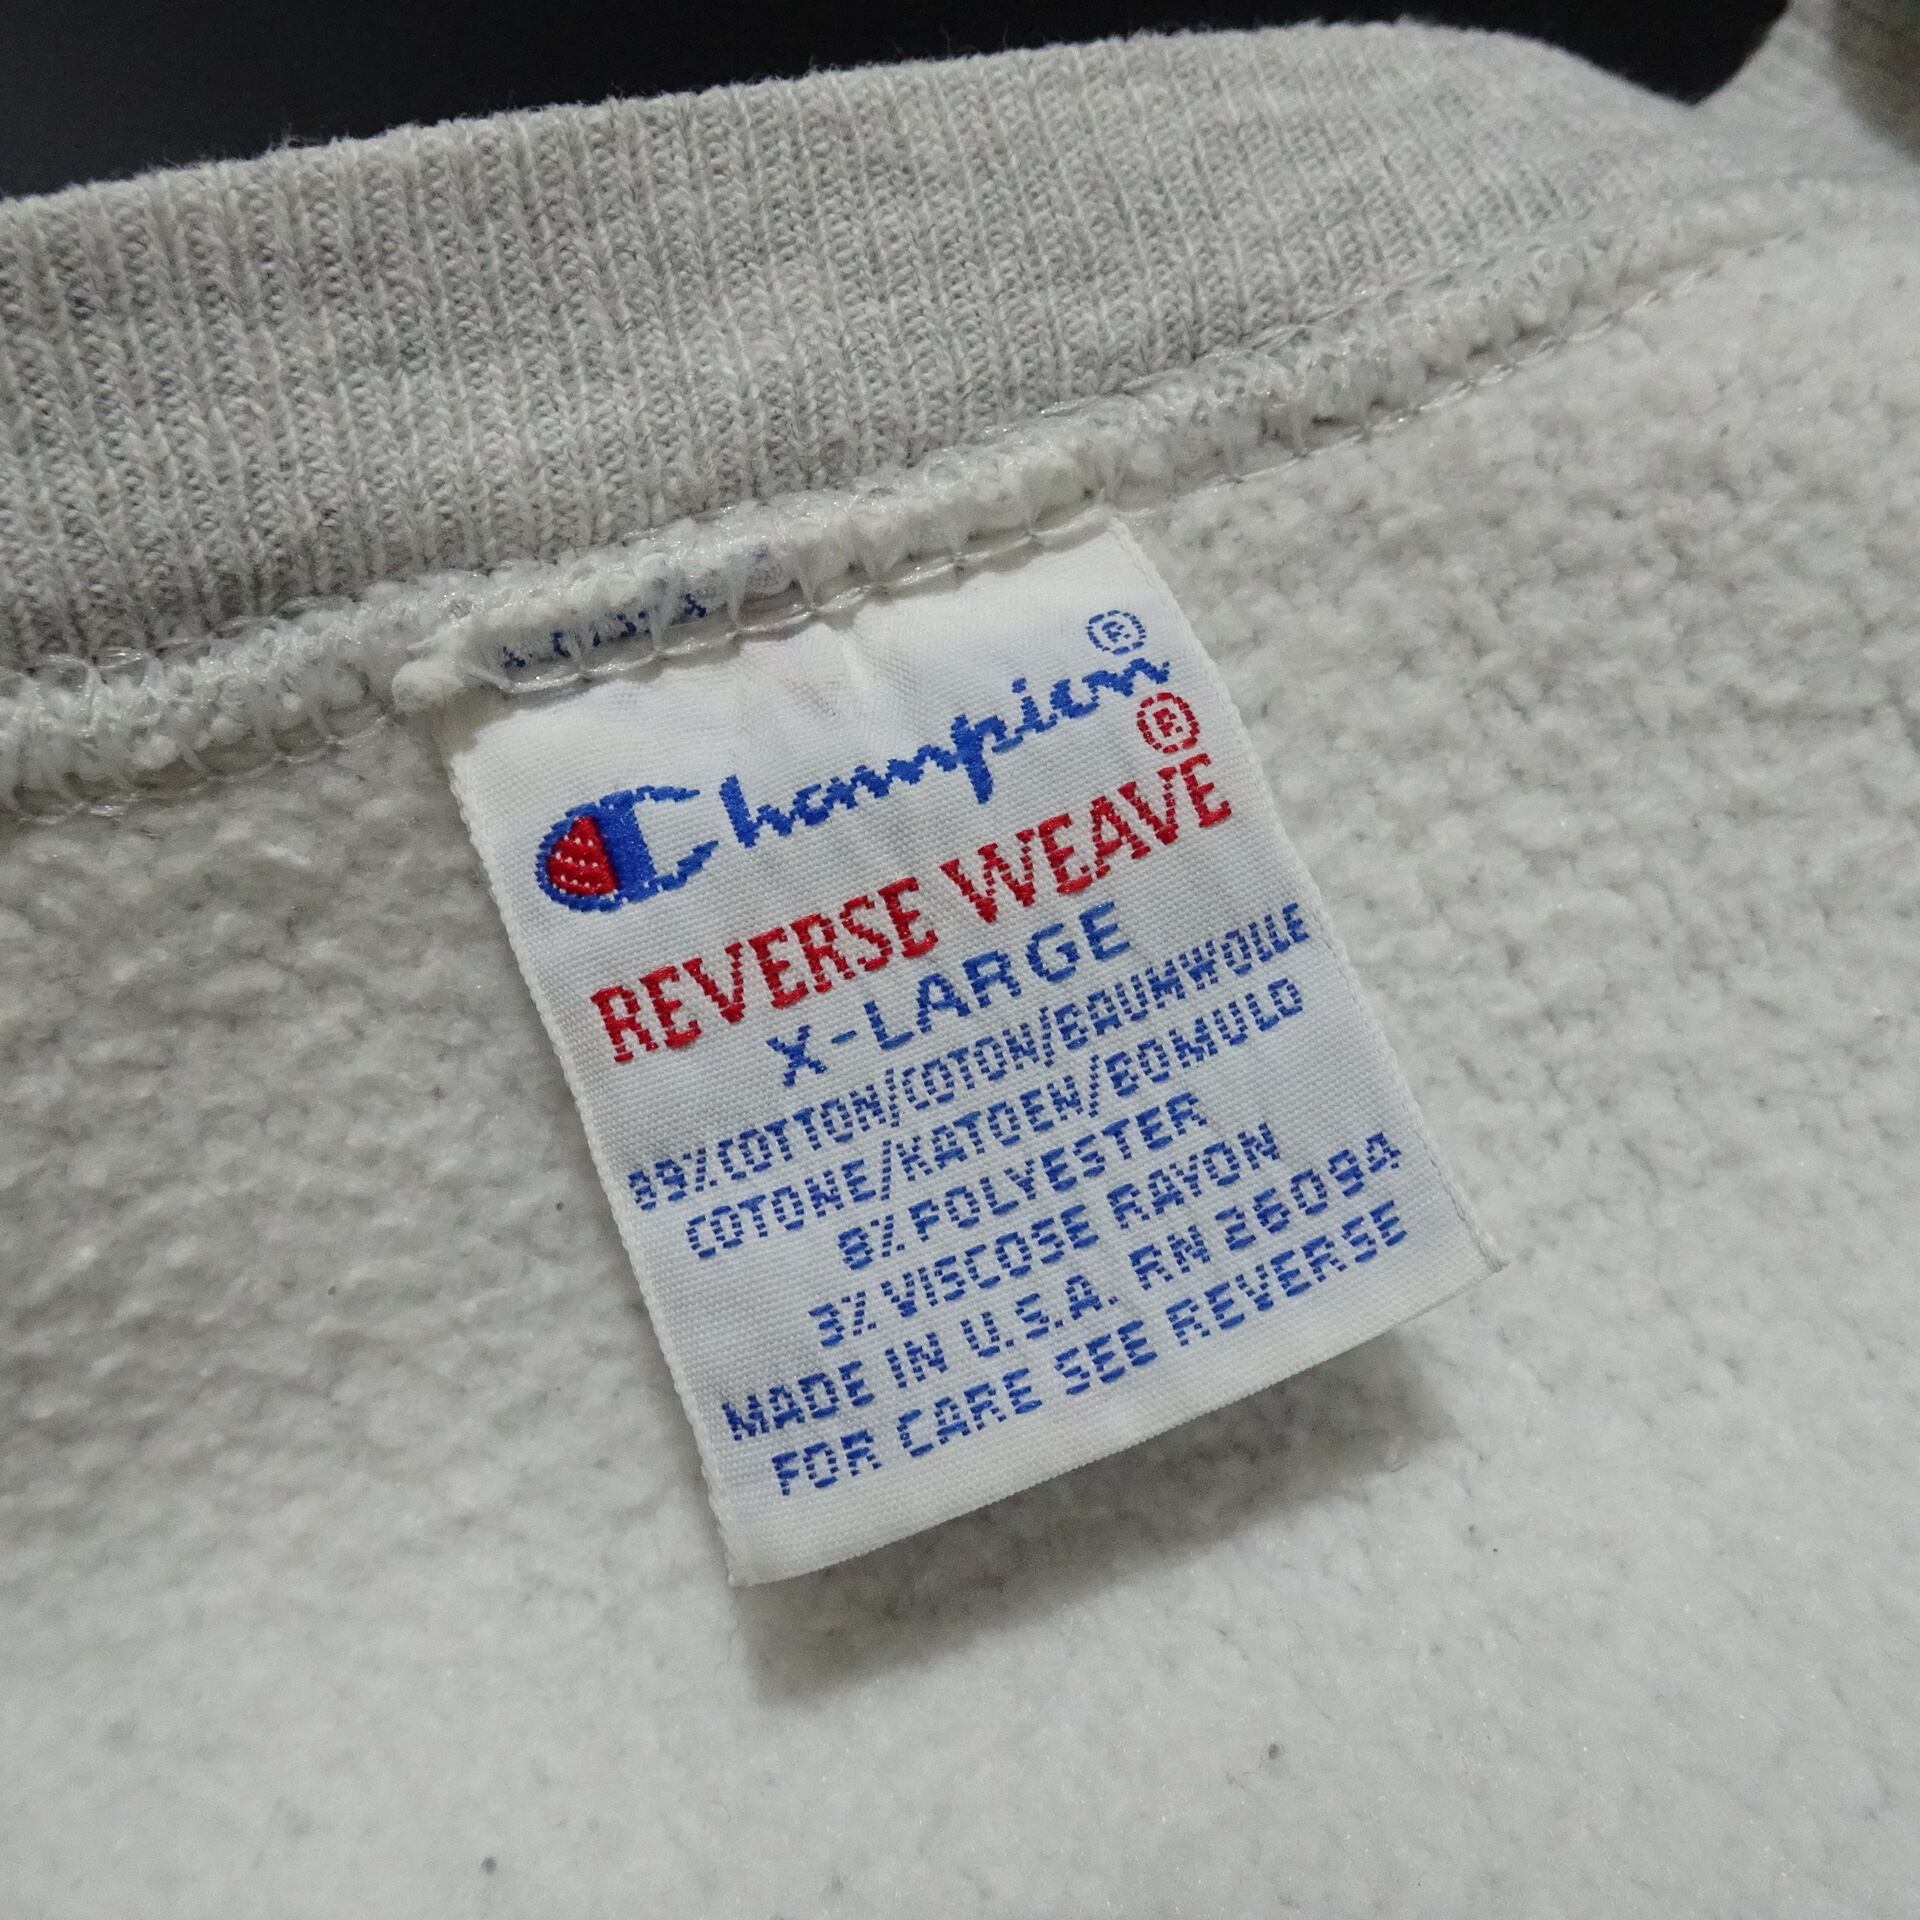 Champion®
REVERSE WEAVE®
X-LARGE
89%COTTON/COTON/BAUMWOLLE
COTONE/KATOEN/BOMULD
8% POLYESTER
3% VISCOSE RAYON
MADE IN U.S.A. RN 26094
FOR CARE SEE REVERSE